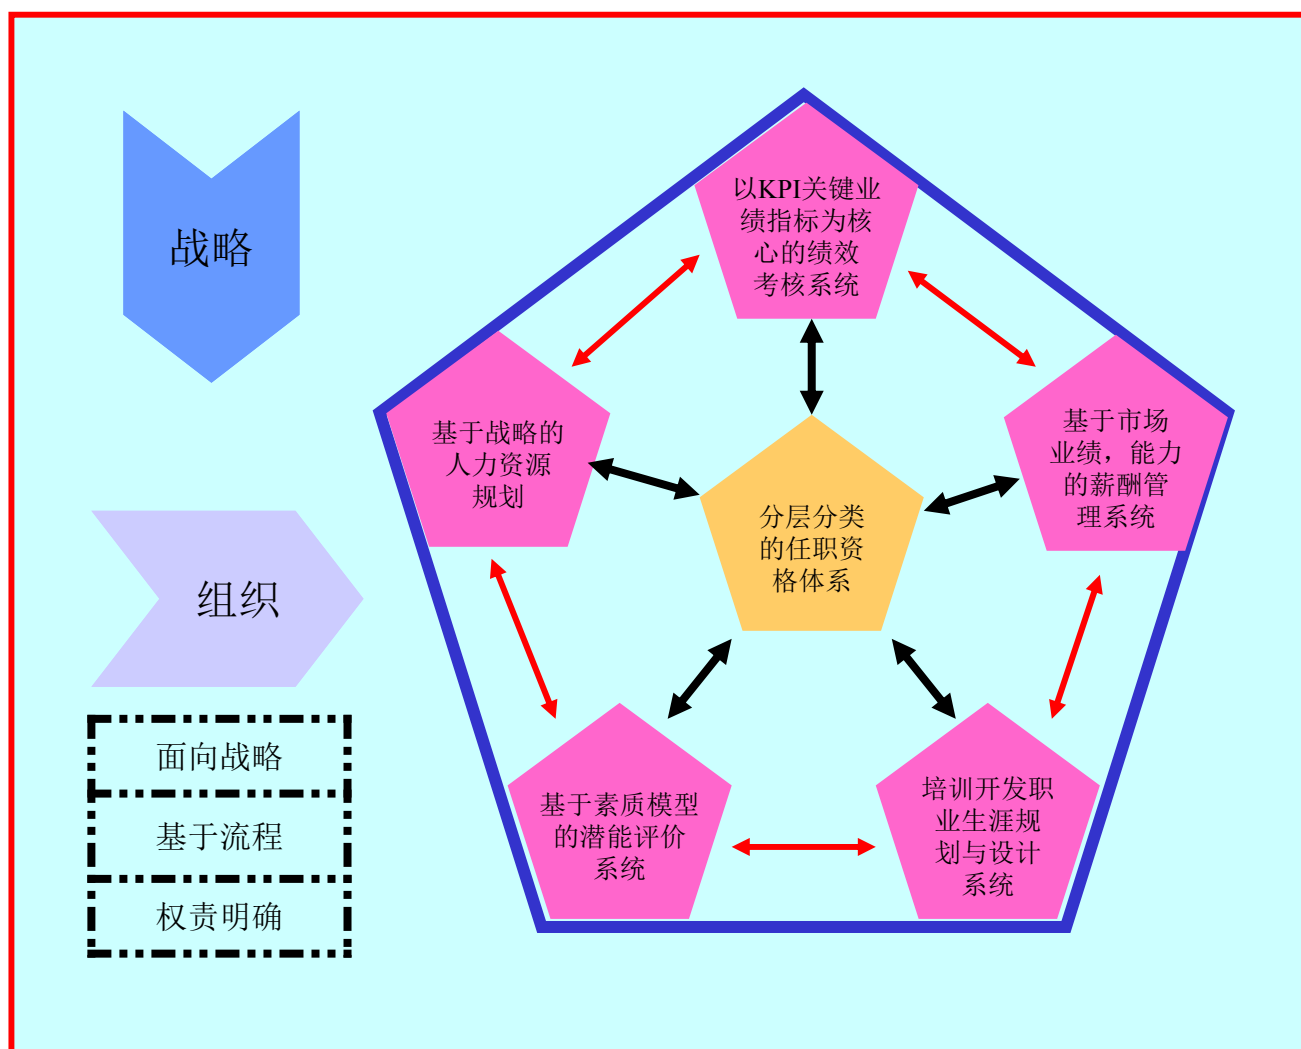 战略
组织
面向战略
基于流程
权责明确
以KPI关键业
绩指标为核
心的绩效
考核系统
基于战略的
人力资源
规划
基于市场
业绩，能力
的薪酬管
理系统
分层分类
的任职资
格体系
基于素质模型
的潜能评价
系统
培训开发职
业生涯规
划与设计
系统